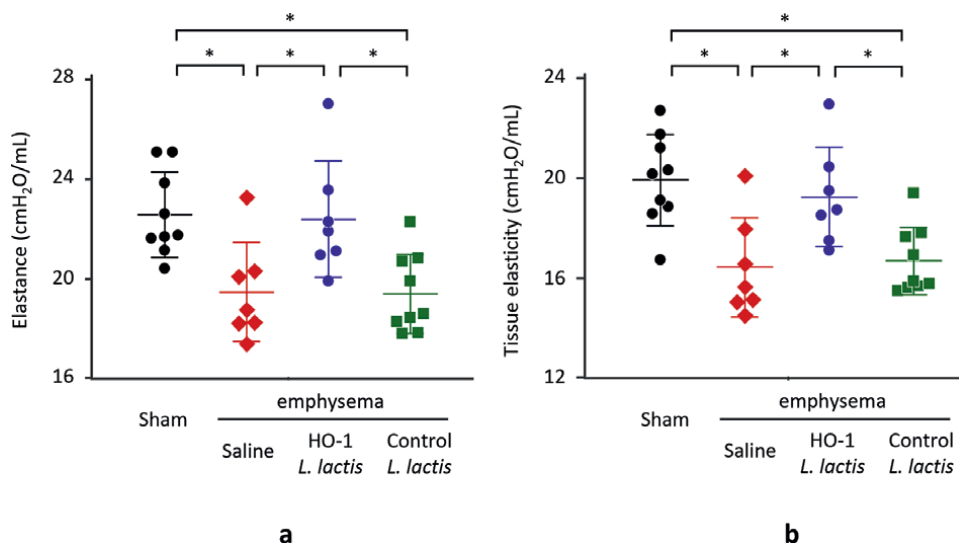 *
* * *
28
24
20
16
Elastance (cmH₂O/mL)
Sham
emphysema
Saline
HO-1
L. lactis
Control
L. lactis
a
*
* * *
24
20
16
12
Tissue elasticity (cmH₂O/mL)
Sham
emphysema
Saline
HO-1
L. lactis
Control
L. lactis
b